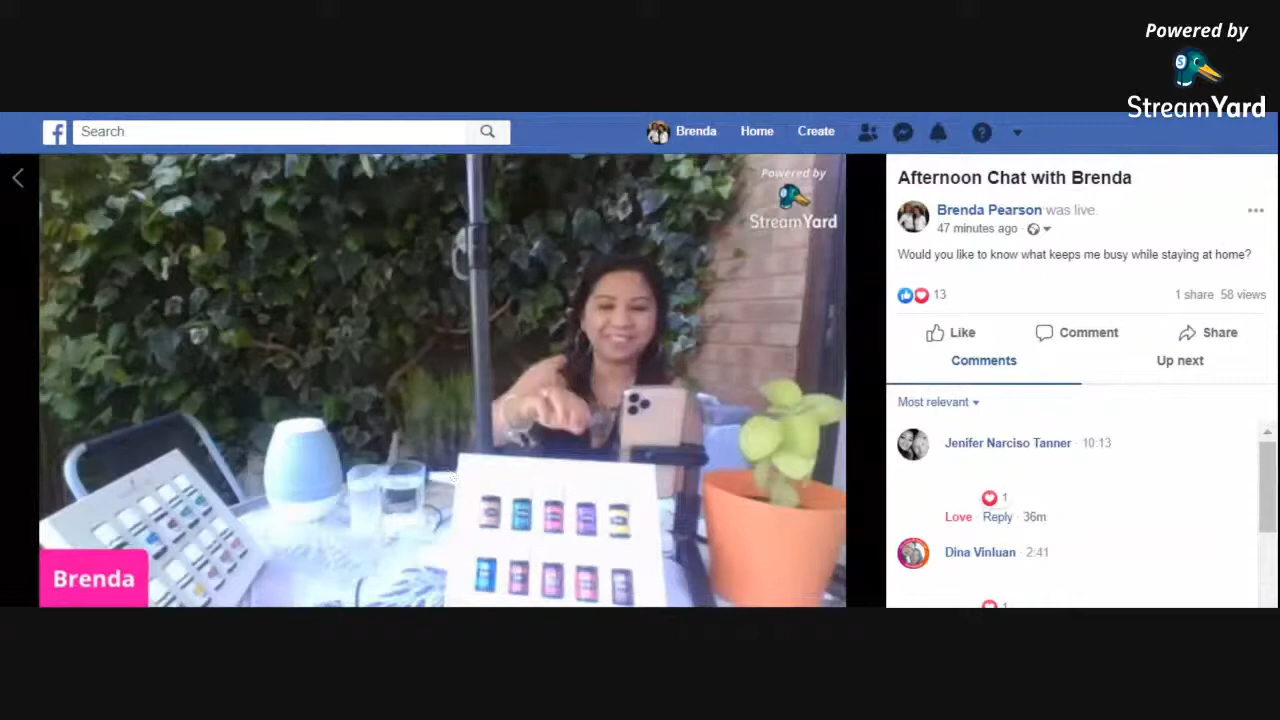 Powered by
StreamYard
Search
Brenda
Home
Create
Powered by
StreamYard
Brenda
Afternoon Chat with Brenda
Brenda Pearson was live.
47 minutes ago
Would you like to know what keeps me busy while staying at home?
13
1 share 58 views
Like
Comment
Share
Comments
Up next
Most relevant
Jenifer Narciso Tanner · 10:13
1
Love · Reply · 36m
Dina Vinluan · 2:41
1